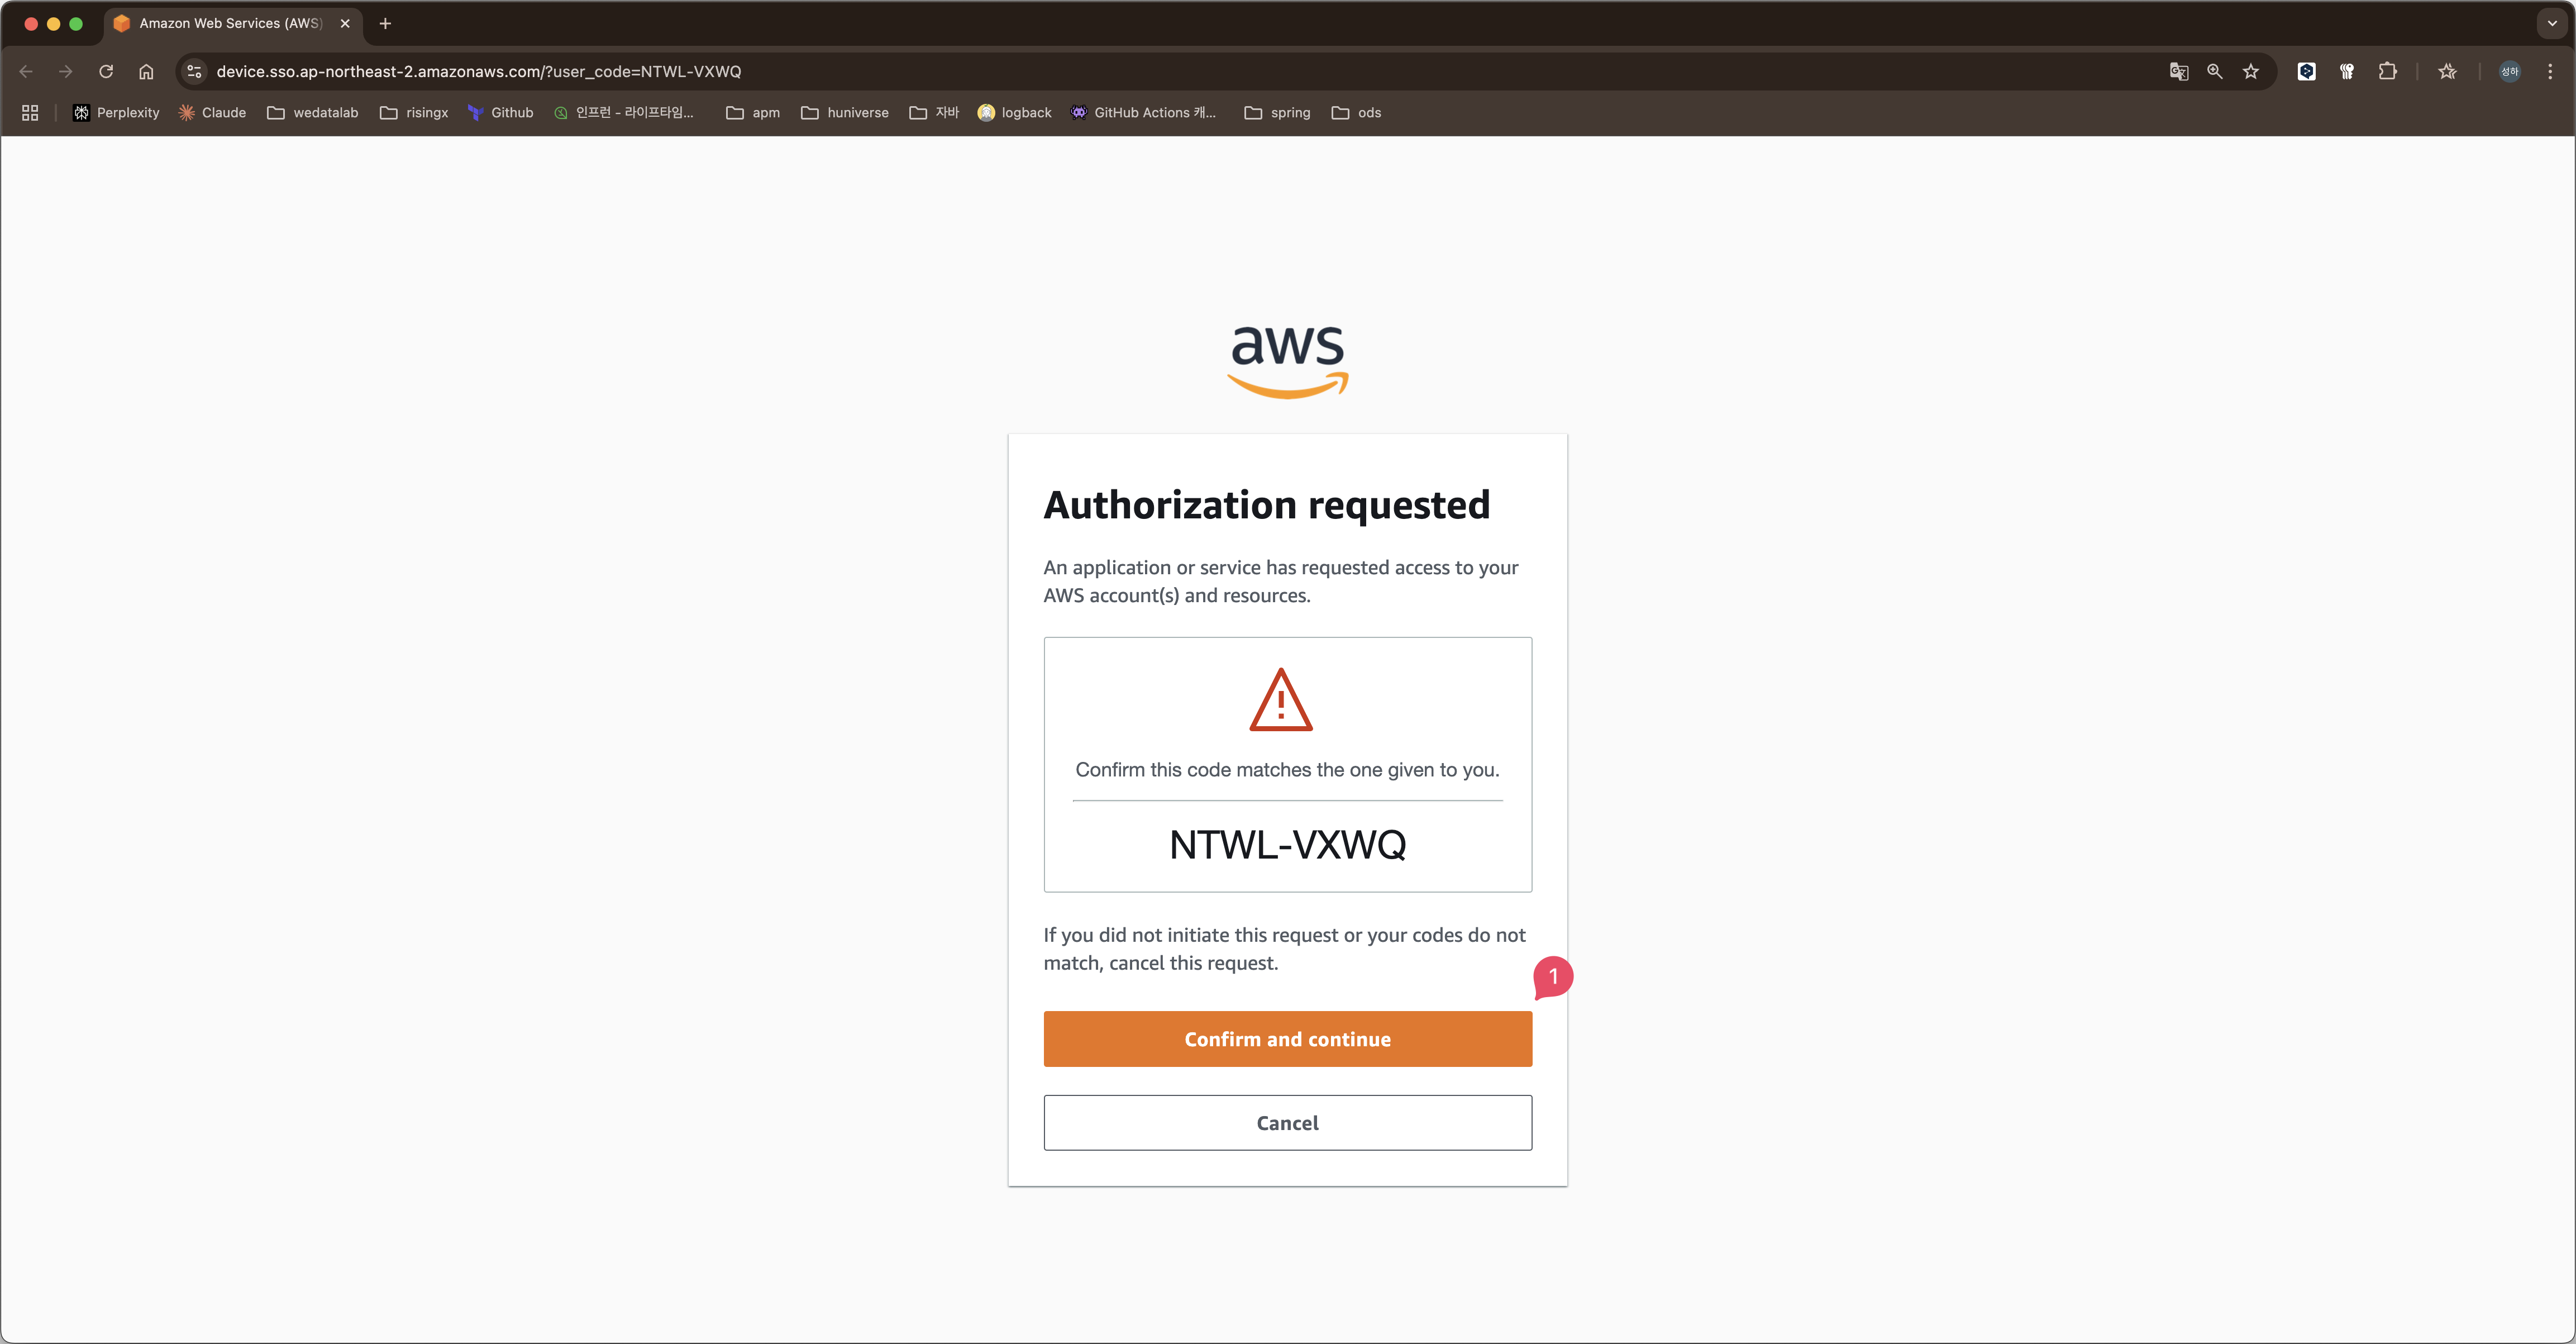 Amazon Web Services (AWS)
device.sso.ap-northeast-2.amazonaws.com/?user_code=NTWL-VXWQ
성하
Perplexity
Claude
wedatalab
risingx
Github
인프런 - 라이프타임...
apm
huniverse
자바
logback
GitHub Actions 캐...
spring
ods
aws
Authorization requested
An application or service has requested access to your
AWS account(s) and resources.
Confirm this code matches the one given to you.
NTWL-VXWQ
If you did not initiate this request or your codes do not
match, cancel this request.
1
Confirm and continue
Cancel